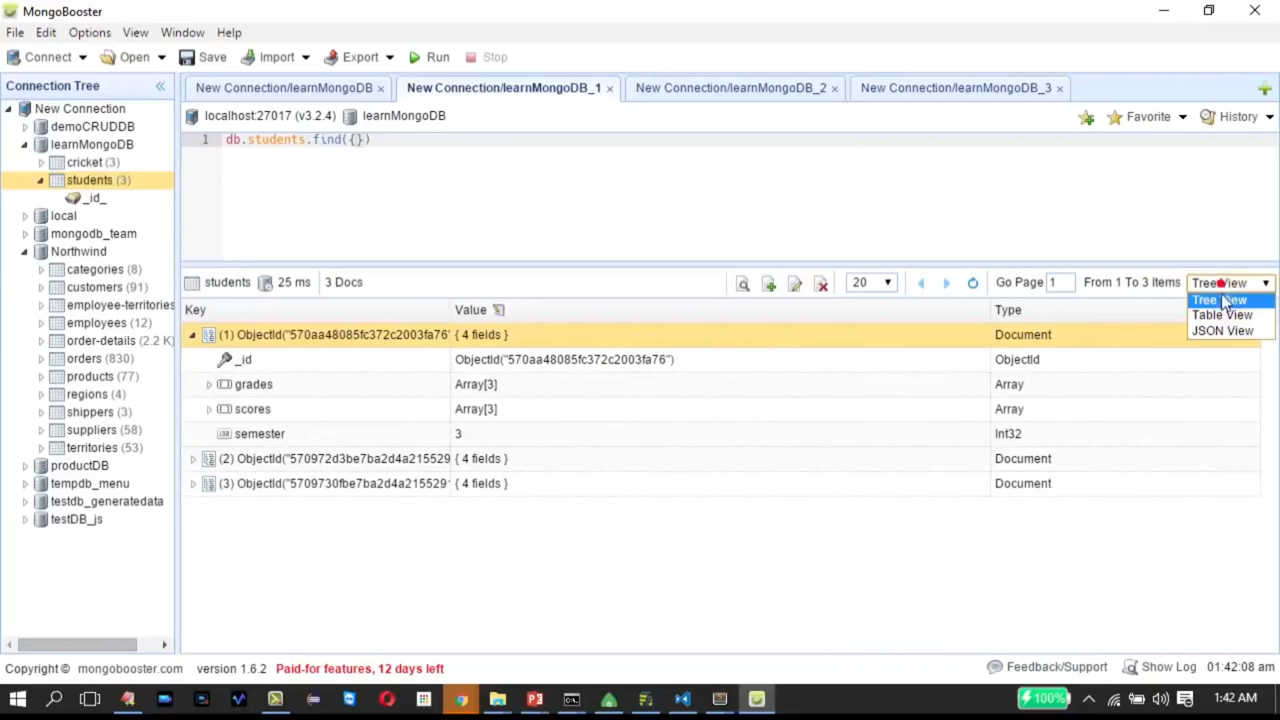 MongoBooster
File Edit Options View Window Help
Connect Open Save Import Export Run Stop
Connection Tree
New Connection
demoCRUDDB
learnMongoDB
cricket (3)
students (3)
_id_
local
mongodb_team
Northwind
categories (8)
customers (91)
employee-territories
employees (12)
order-details (2.2 K)
orders (830)
products (77)
regions (4)
shippers (3)
suppliers (58)
territories (53)
productDB
tempdb_menu
testdb_generatedata
testDB_js
New Connection/learnMongoDB × New Connection/learnMongoDB_1 × New Connection/learnMongoDB_2 × New Connection/learnMongoDB_3 ×
localhost:27017 (v3.2.4) learnMongoDB Favorite History
1 db.students.find({})
students 25 ms 3 Docs 20 Go Page 1 From 1 To 3 Items Tree View
Tree View
Table View
JSON View
Key Value Type
(1) ObjectId("570aa48085fc372c2003fa76" { 4 fields } Document
_id ObjectId("570aa48085fc372c2003fa76") ObjectId
grades Array[3] Array
scores Array[3] Array
semester 3 Int32
(2) ObjectId("570972d3be7ba2d4a215529 { 4 fields } Document
(3) ObjectId("5709730fbe7ba2d4a215529 { 4 fields } Document
Copyright © mongobooster.com version 1.6.2 Paid-for features, 12 days left Feedback/Support Show Log 01:42:08 am
100% 1:42 AM